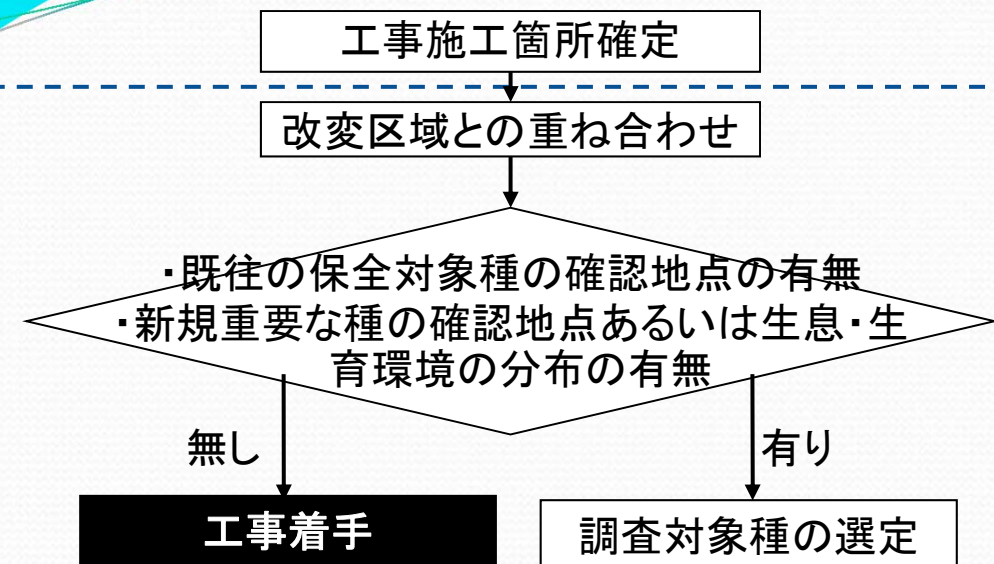 工事施工箇所確定
改変区域との重ね合わせ
・既往の保全対象種の確認地点の有無
・新規重要な種の確認地点あるいは生息・生
育環境の分布の有無
無し
有り
工事着手
調査対象種の選定